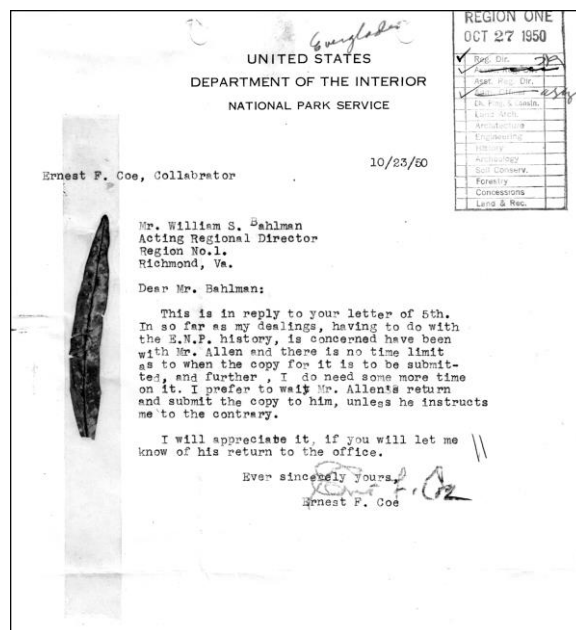 Everglades
REGION ONE
OCT 27 1950
Reg. Dir.
Asst. Reg. Dir.
Land Arch.
Architecture
Engineering
History
Archeology
Soil Conserv.
Forestry
Concessions
Land & Rec.
UNITED STATES
DEPARTMENT OF THE INTERIOR
NATIONAL PARK SERVICE
10/23/50
Ernest F. Coe, Collabrator
Mr. William S. Bahlman
Acting Regional Director
Region No.1.
Richmond, Va.
Dear Mr. Bahlman:
This is in reply to your letter of 5th.
In so far as my dealings, having to do with
the E.N.P. history, is concerned have been
with Mr. Allen and there is no time limit
as to when the copy for it is to be submit-
ted, and further , I do need some more time
on it. I prefer to wait Mr. Allen's return
and submit the copy to him, unless he instructs
me to the contrary.
I will appreciate it, if you will let me
know of his return to the office.
Ever sincerely yours,
Ernest F. Coe
Ernest F. Coe